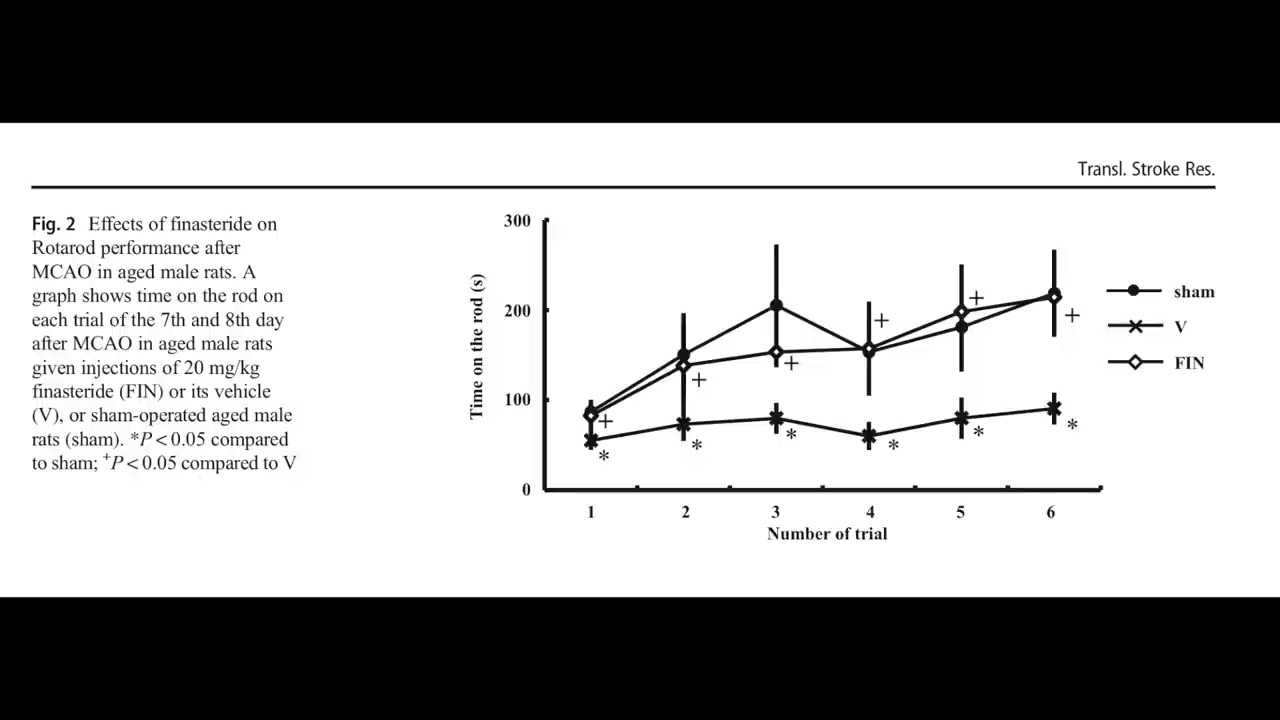 Transl. Stroke Res.
Fig. 2 Effects of finasteride on
Rotarod performance after
MCAO in aged male rats. A
graph shows time on the rod on
each trial of the 7th and 8th day
after MCAO in aged male rats
given injections of 20 mg/kg
finasteride (FIN) or its vehicle
(V), or sham-operated aged male
rats (sham). *P < 0.05 compared
to sham; +P < 0.05 compared to V
Time on the rod (s)
300
200
100
0
+
+
+
+
+
+
*
*
*
*
*
*
1 2 3 4 5 6
Number of trial
sham
V
FIN